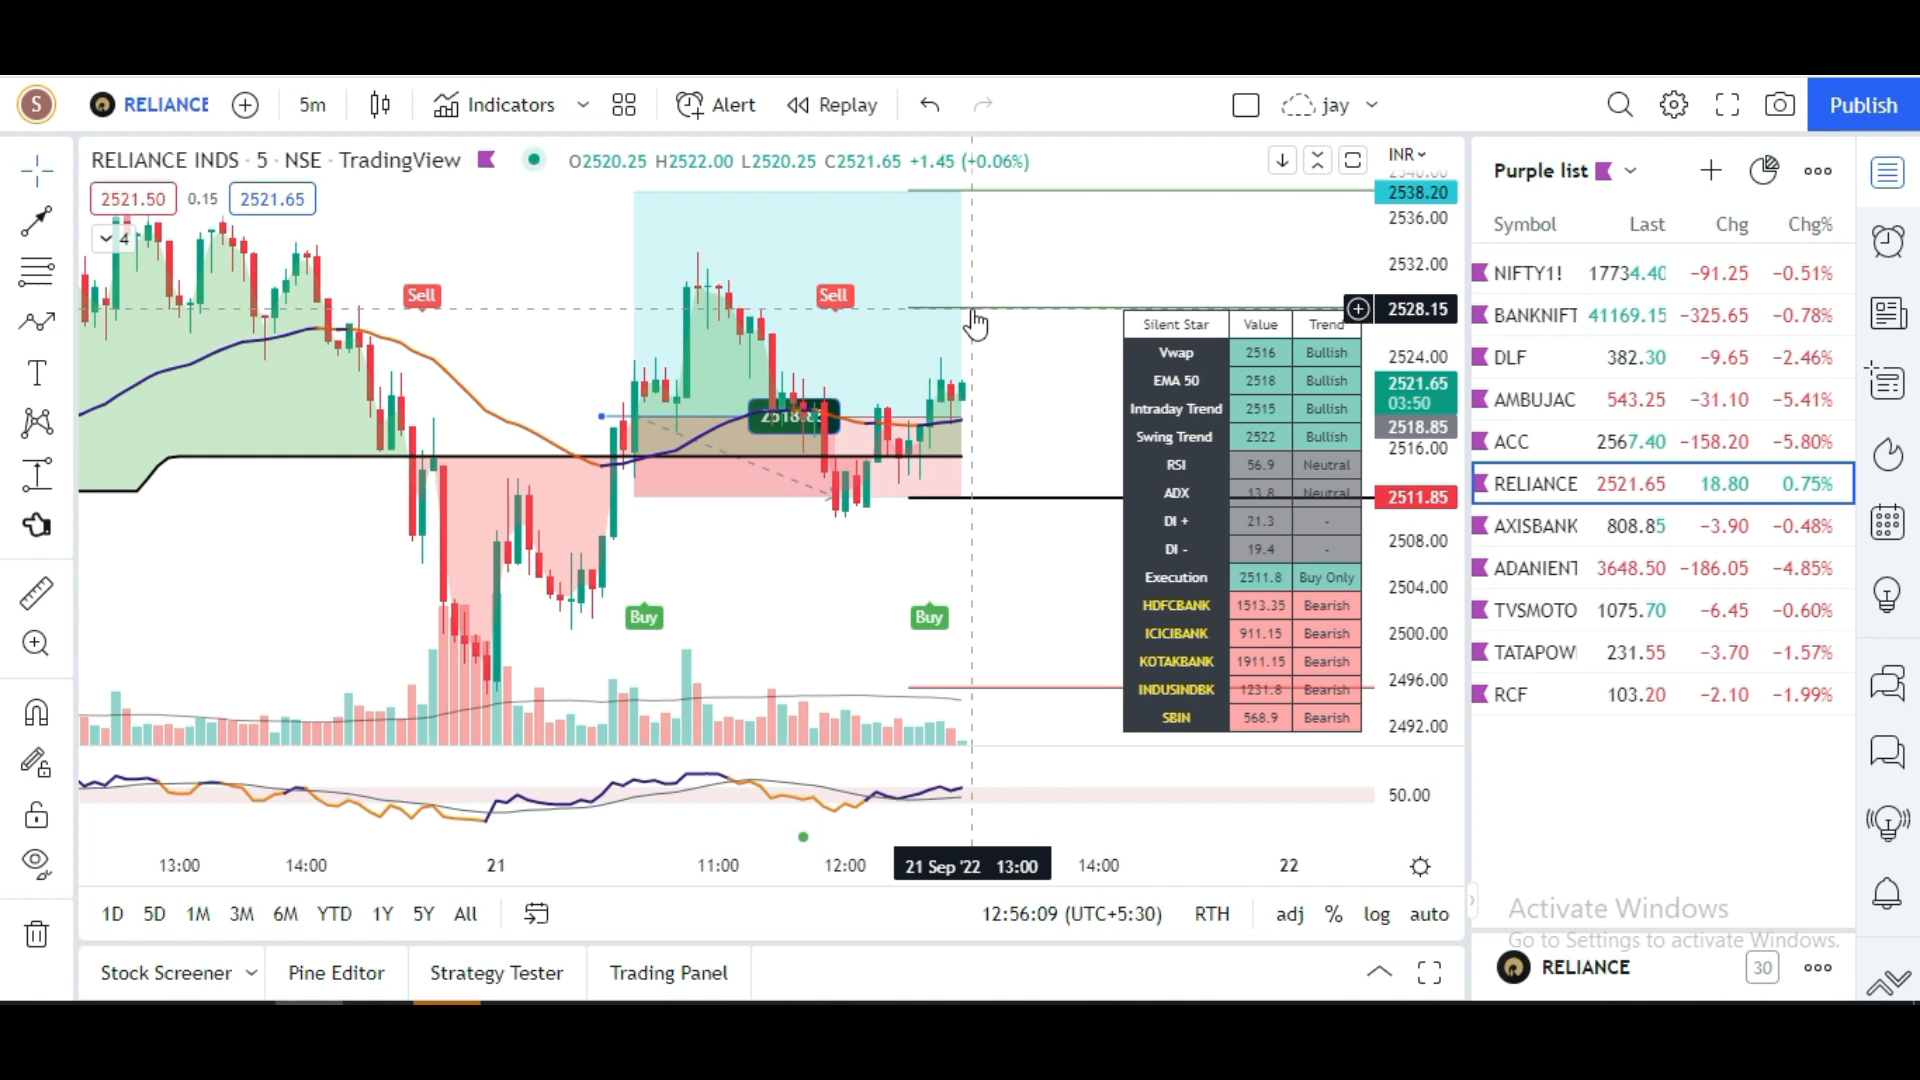 S RELIANCE 5m Indicators Alert Replay jay Publish
RELIANCE INDS · 5 · NSE · TradingView O2520.25 H2522.00 L2520.25 C2521.65 +1.45 (+0.06%)
2521.50 0.15 2521.65
4
Sell
Sell
Buy
Buy
INR
2538.20
2536.00
2532.00
2528.15
2524.00
2521.65
03:50
2518.85
2516.00
2511.85
2508.00
2504.00
2500.00
2496.00
2492.00
50.00
Silent Star Value Trend
Vwap 2516 Bullish
EMA 50 2518 Bullish
Intraday Trend 2515 Bullish
Swing Trend 2522 Bullish
RSI 56.9 Neutral
ADX 13.8 Neutral
DI + 21.3 -
DI - 19.4 -
Execution 2511.8 Buy Only
HDFCBANK 1513.35 Bearish
ICICIBANK 911.15 Bearish
KOTAKBANK 1911.15 Bearish
INDUSINDBK 1231.8 Bearish
SBIN 568.9 Bearish
13:00 14:00 21 11:00 12:00 21 Sep '22 13:00 14:00 22
1D 5D 1M 3M 6M YTD 1Y 5Y All 12:56:09 (UTC+5:30) RTH adj % log auto
Stock Screener Pine Editor Strategy Tester Trading Panel
Purple list
Symbol Last Chg Chg%
NIFTY1! 17734.40 −91.25 −0.51%
BANKNIFT 41169.15 −325.65 −0.78%
DLF 382.30 −9.65 −2.46%
AMBUJAC 543.25 −31.10 −5.41%
ACC 2567.40 −158.20 −5.80%
RELIANCE 2521.65 18.80 0.75%
AXISBANK 808.85 −3.90 −0.48%
ADANIENT 3648.50 −186.05 −4.85%
TVSMOTO 1075.70 −6.45 −0.60%
TATAPOW 231.55 −3.70 −1.57%
RCF 103.20 −2.10 −1.99%
Activate Windows
Go to Settings to activate Windows.
RELIANCE 30